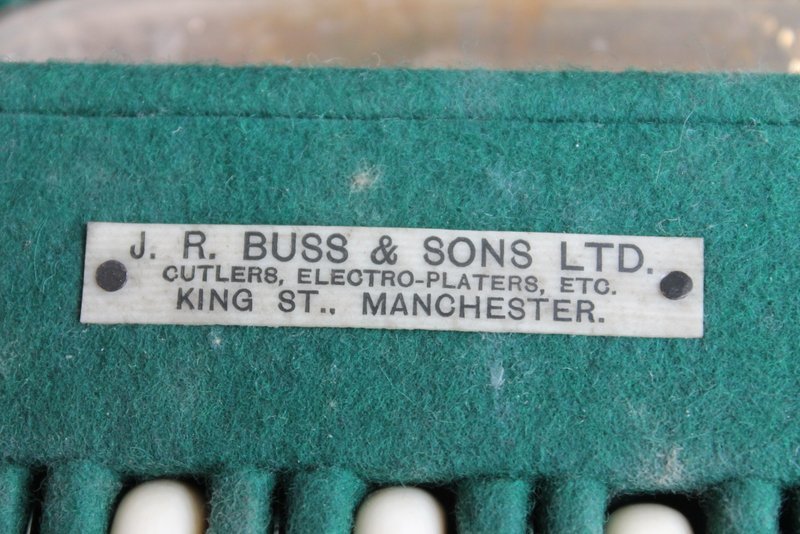 J. R. BUSS & SONS LTD.
CUTLERS, ELECTRO-PLATERS, ETC.
KING ST., MANCHESTER.